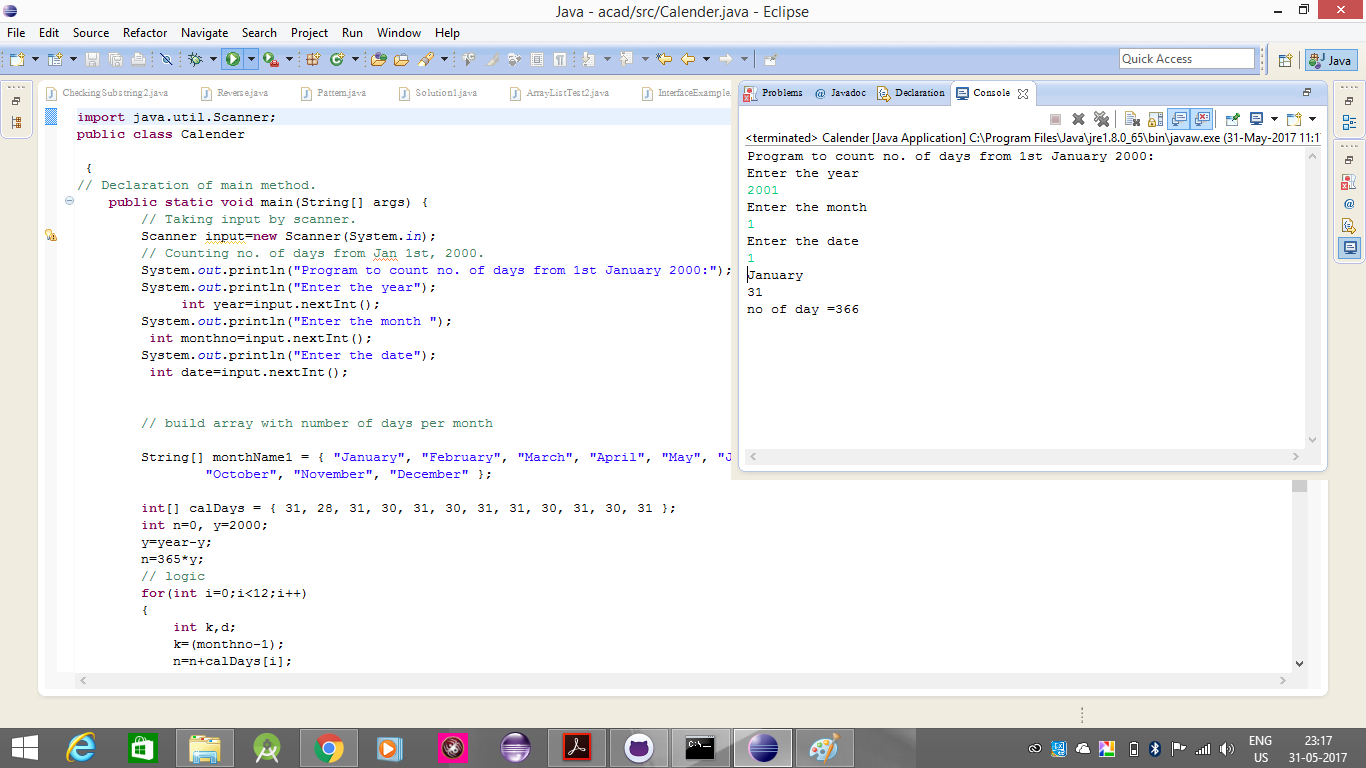 Java - acad/src/Calender.java - Eclipse
File Edit Source Refactor Navigate Search Project Run Window Help
Quick Access
Java
CheckingSubstring2.java Reverse.java Pattern.java Solution1.java ArrayListTest2.java InterfaceExample.
import java.util.Scanner;
public class Calender
{
// Declaration of main method.
public static void main(String[] args) {
// Taking input by scanner.
Scanner input=new Scanner(System.in);
// Counting no. of days from Jan 1st, 2000.
System.out.println("Program to count no. of days from 1st January 2000:");
System.out.println("Enter the year");
int year=input.nextInt();
System.out.println("Enter the month ");
int monthno=input.nextInt();
System.out.println("Enter the date");
int date=input.nextInt();
// build array with number of days per month
String[] monthName1 = { "January", "February", "March", "April", "May", "J
"October", "November", "December" };
int[] calDays = { 31, 28, 31, 30, 31, 30, 31, 31, 30, 31, 30, 31 };
int n=0, y=2000;
y=year-y;
n=365*y;
// logic
for(int i=0;i<12;i++)
{
int k,d;
k=(monthno-1);
n=n+calDays[i];
Problems @ Javadoc Declaration Console
<terminated> Calender [Java Application] C:\Program Files\Java\jre1.8.0_65\bin\javaw.exe (31-May-2017 11:1
Program to count no. of days from 1st January 2000:
Enter the year
2001
Enter the month
1
Enter the date
1
January
31
no of day =366
ENG
US
23:17
31-05-2017